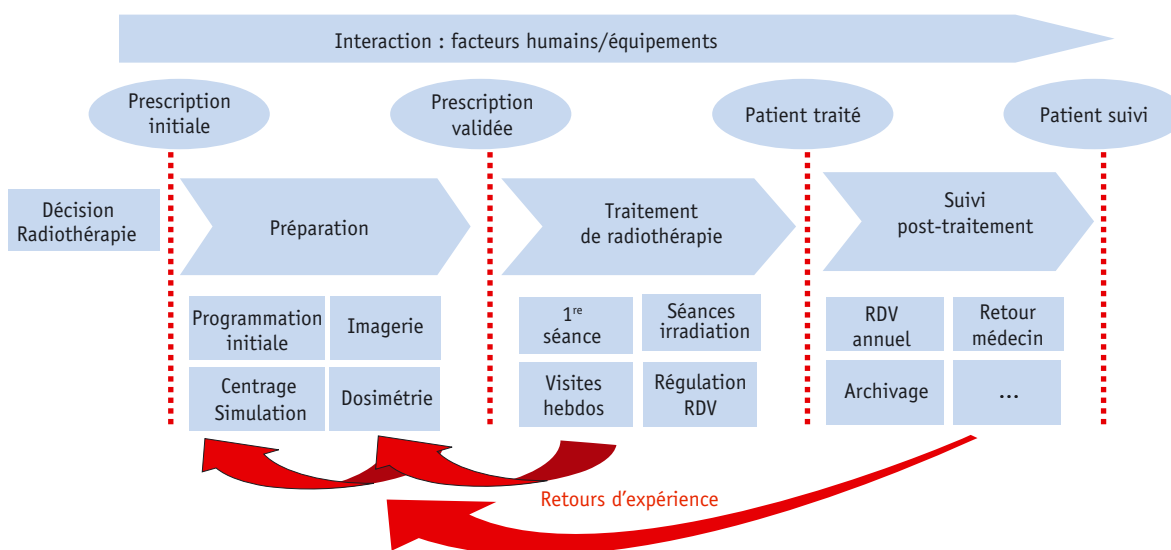 Interaction : facteurs humains/équipements
Prescription
initiale
Prescription
validée
Patient traité
Patient suivi
Décision
Radiothérapie
Préparation
Traitement
de radiothérapie
Suivi
post-traitement
Programmation
initiale
Imagerie
1re
séance
Séances
irradiation
RDV
annuel
Retour
médecin
Centrage
Simulation
Dosimétrie
Visites
hebdos
Régulation
RDV
Archivage
...
Retours d'expérience